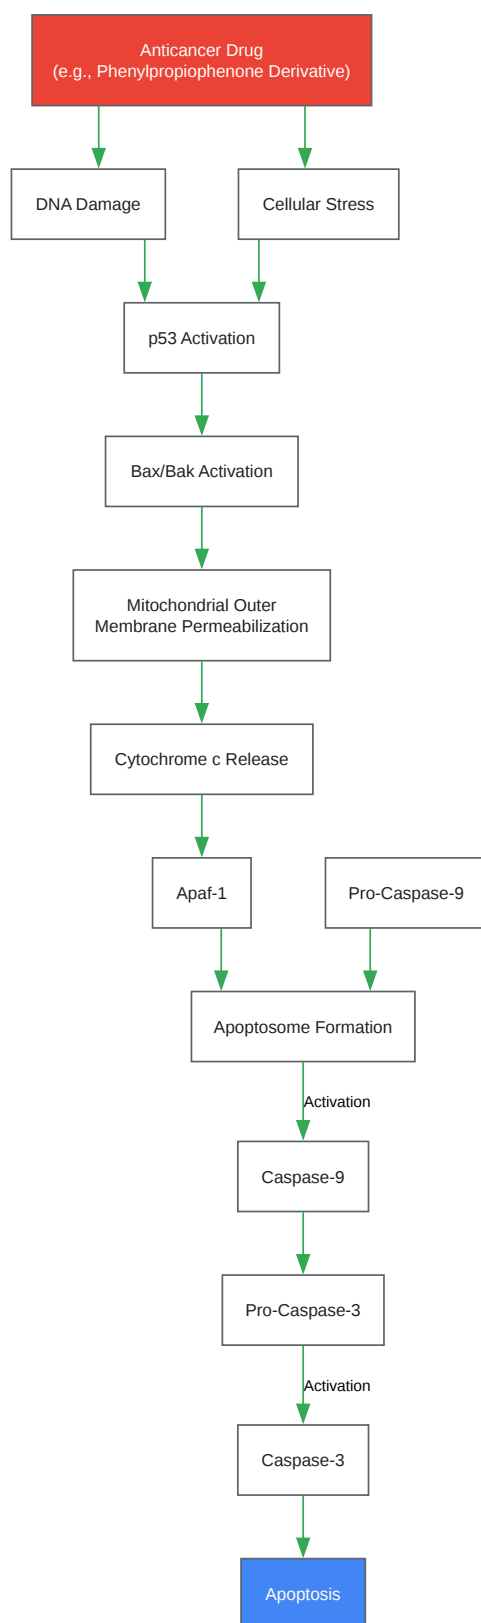 Anticancer Drug
(e.g., Phenylpropiophenone Derivative)
DNA Damage
Cellular Stress
p53 Activation
Bax/Bak Activation
Mitochondrial Outer
Membrane Permeabilization
Cytochrome c Release
Apaf-1
Pro-Caspase-9
Apoptosome Formation
Activation
Caspase-9
Pro-Caspase-3
Activation
Caspase-3
Apoptosis